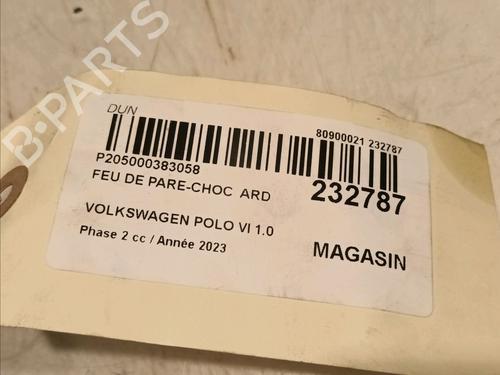 B-PARTS
DUN
80900021 232787
P205000383058
FEU DE PARE-CHOC ARD
232787
VOLKSWAGEN POLO VI 1.0
Phase 2 cc / Année 2023
MAGASIN